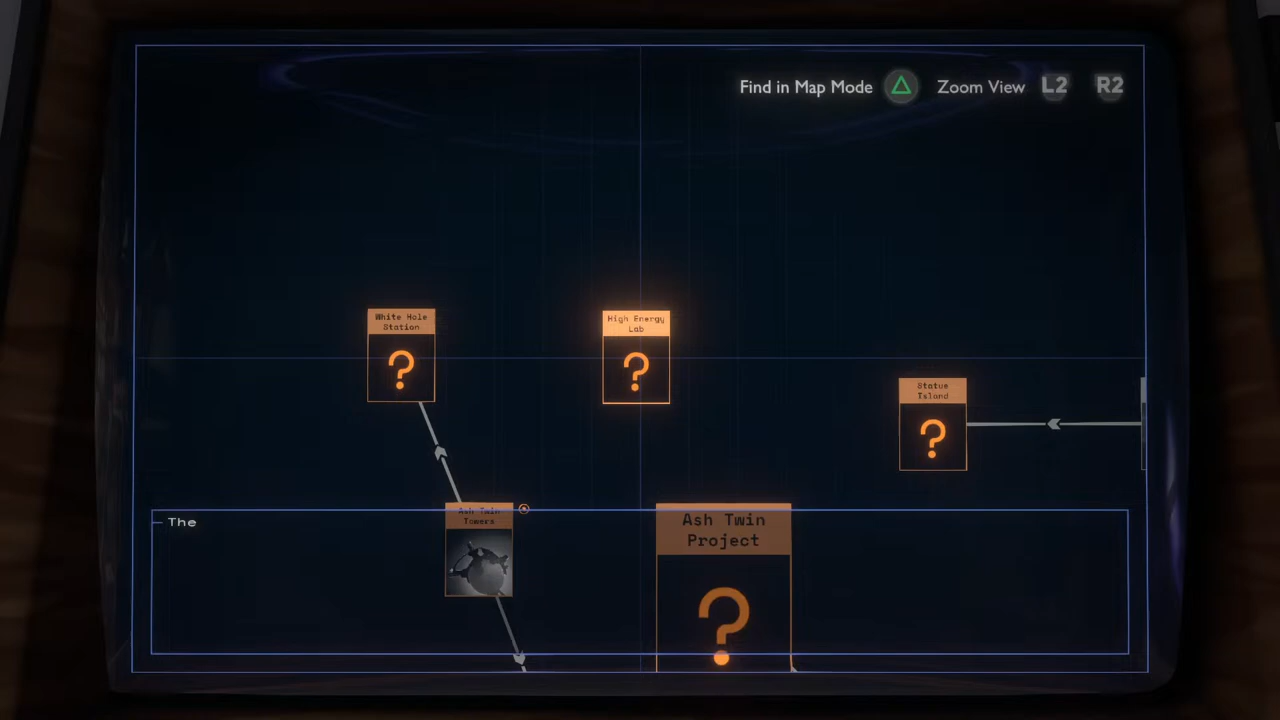 Find in Map Mode Zoom View L2 R2
White Hole
Station
?
High Energy
Lab
?
Statue
Island
?
Ash Twin
Towers
Ash Twin
Project
?
The